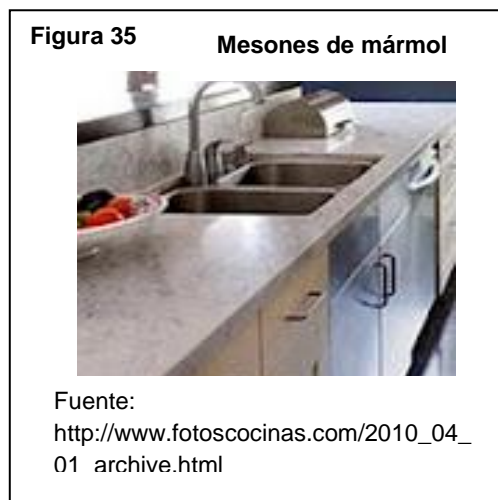 Figura 35 Mesones de mármol
Fuente:
http://www.fotoscocinas.com/2010_04_
01_archive.html